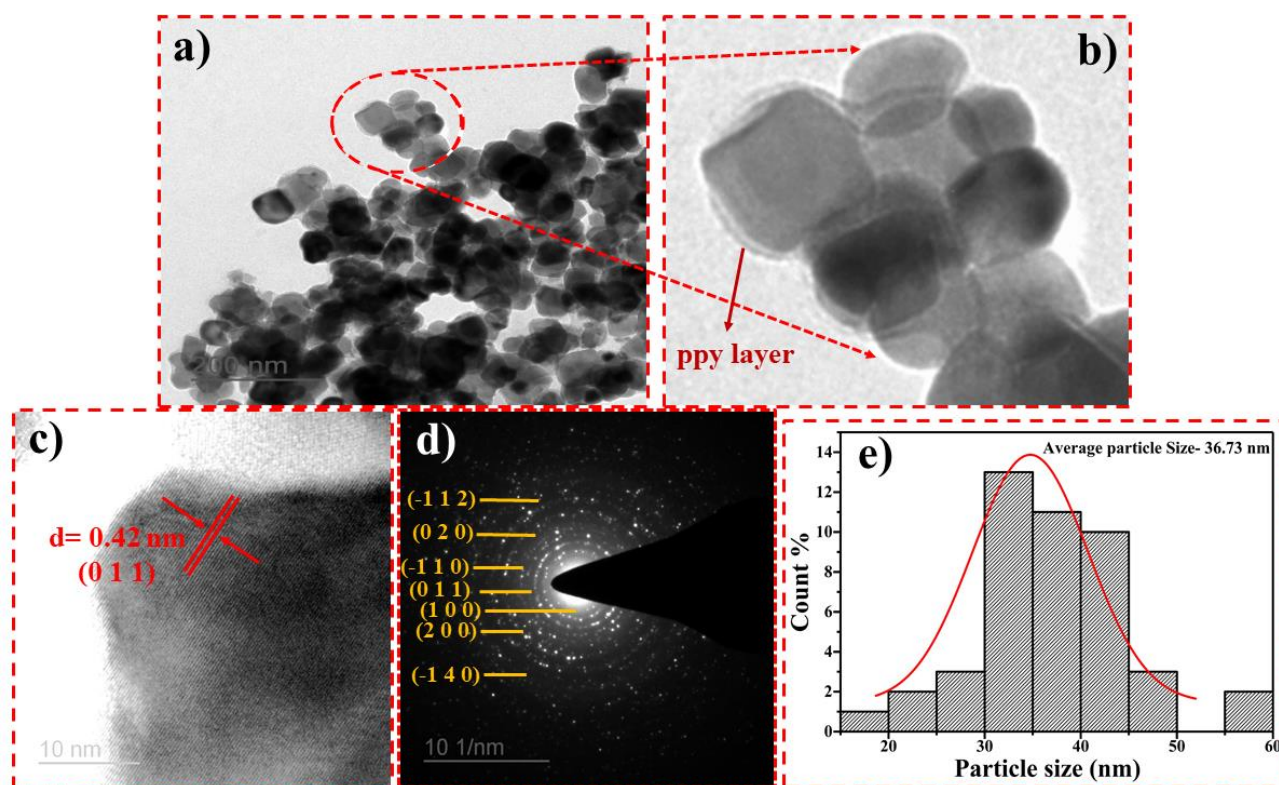 a)
200 nm
b)
ppy layer
c)
d= 0.42 nm
(0 1 1)
10 nm
d)
(-1 1 2)
(0 2 0)
(-1 1 0)
(0 1 1)
(1 0 0)
(2 0 0)
(-1 4 0)
10 1/nm
e)
Average particle Size- 36.73 nm
Count %
14
12
10
8
6
4
2
0
20 30 40 50 60
Particle size (nm)